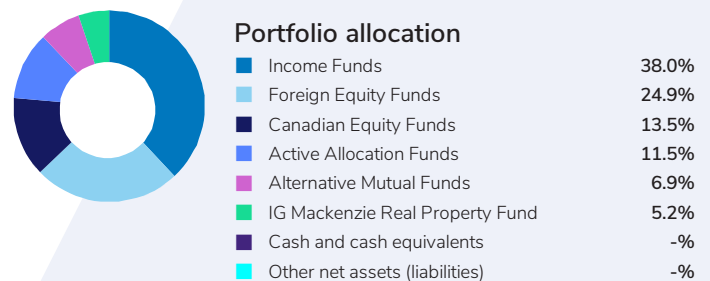 Portfolio allocation
Income Funds 38.0%
Foreign Equity Funds 24.9%
Canadian Equity Funds 13.5%
Active Allocation Funds 11.5%
Alternative Mutual Funds 6.9%
IG Mackenzie Real Property Fund 5.2%
Cash and cash equivalents -%
Other net assets (liabilities) -%